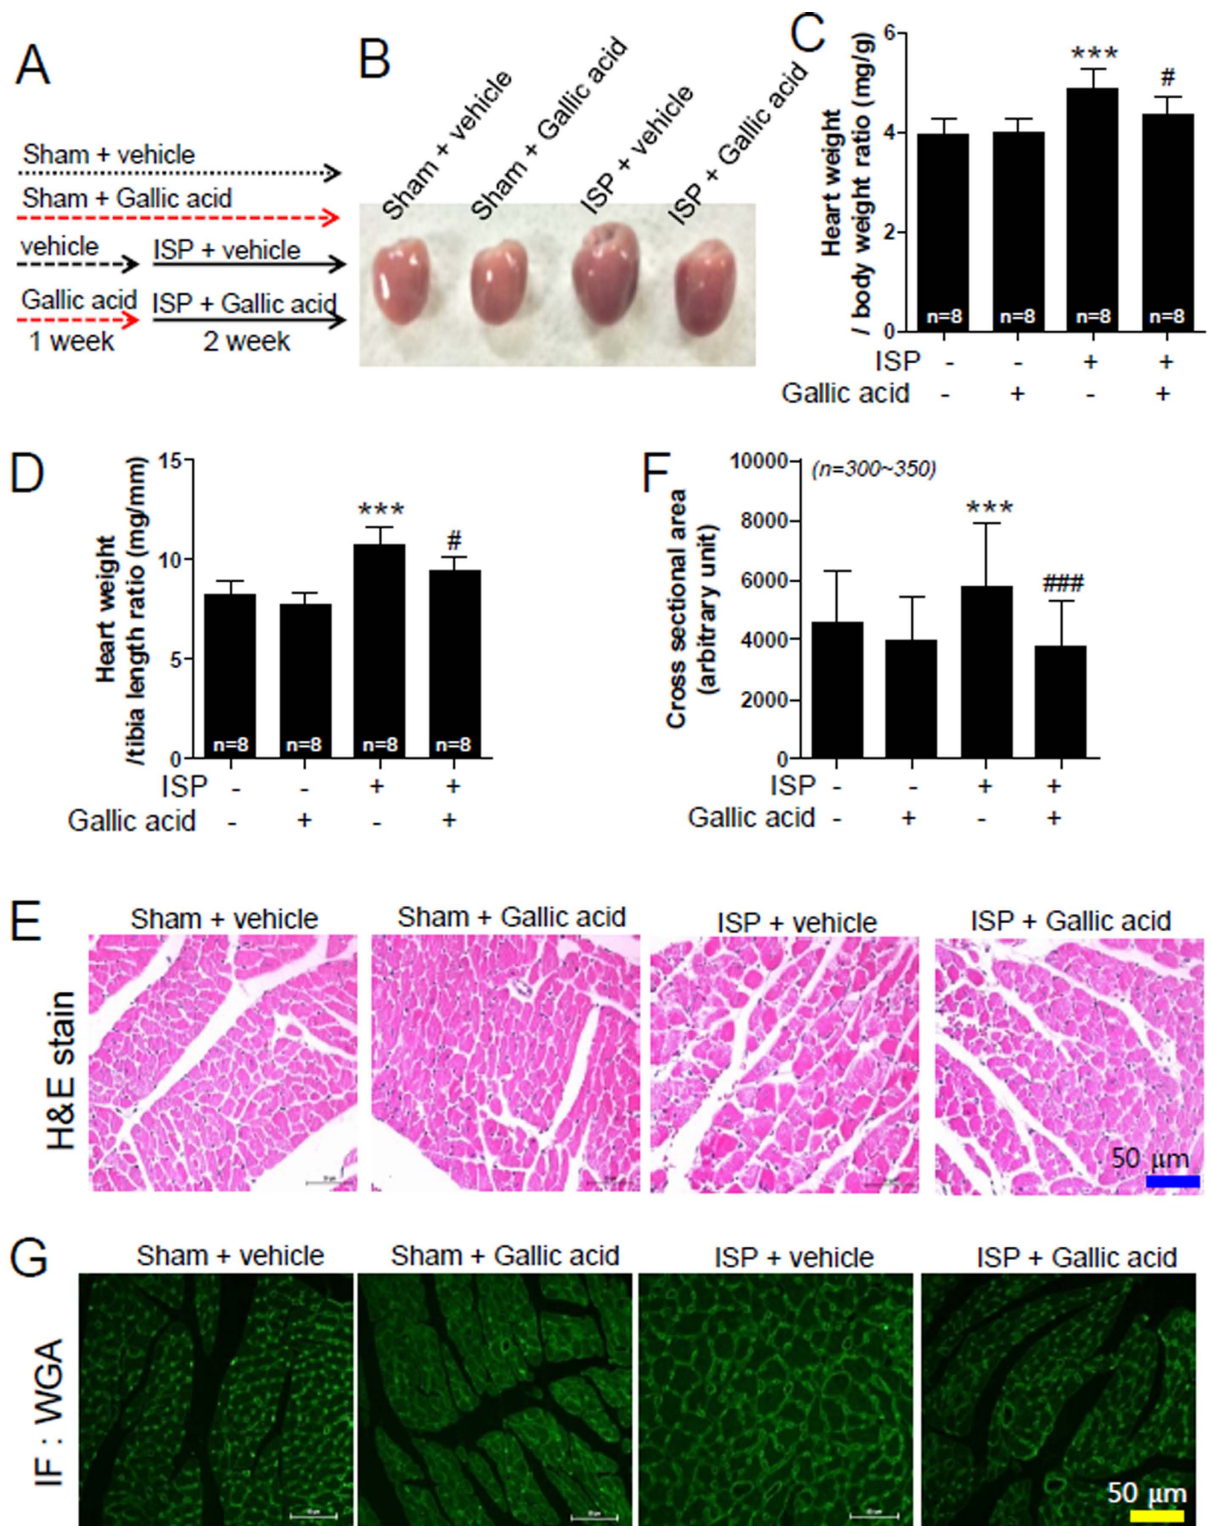 A
Sham + vehicle
Sham + Gallic acid
vehicle
ISP + vehicle
Gallic acid
ISP + Gallic acid
1 week
2 week
B
Sham + vehicle
Sham + Gallic acid
ISP + vehicle
ISP + Gallic acid
C
Heart weight
/ body weight ratio (mg/g)
6
4
2
0
***
#
n=8
n=8
n=8
n=8
ISP - - + +
Gallic acid - + - +
D
Heart weight
/tibia length ratio (mg/mm)
15
10
5
0
***
#
n=8
n=8
n=8
n=8
ISP - - + +
Gallic acid - + - +
F
Cross sectional area
(arbitrary unit)
10000
8000
6000
4000
2000
0
(n=300~350)
***
###
ISP - - + +
Gallic acid - + - +
E
Sham + vehicle
Sham + Gallic acid
ISP + vehicle
ISP + Gallic acid
H&E stain
50 μm
G
Sham + vehicle
Sham + Gallic acid
ISP + vehicle
ISP + Gallic acid
IF : WGA
50 μm